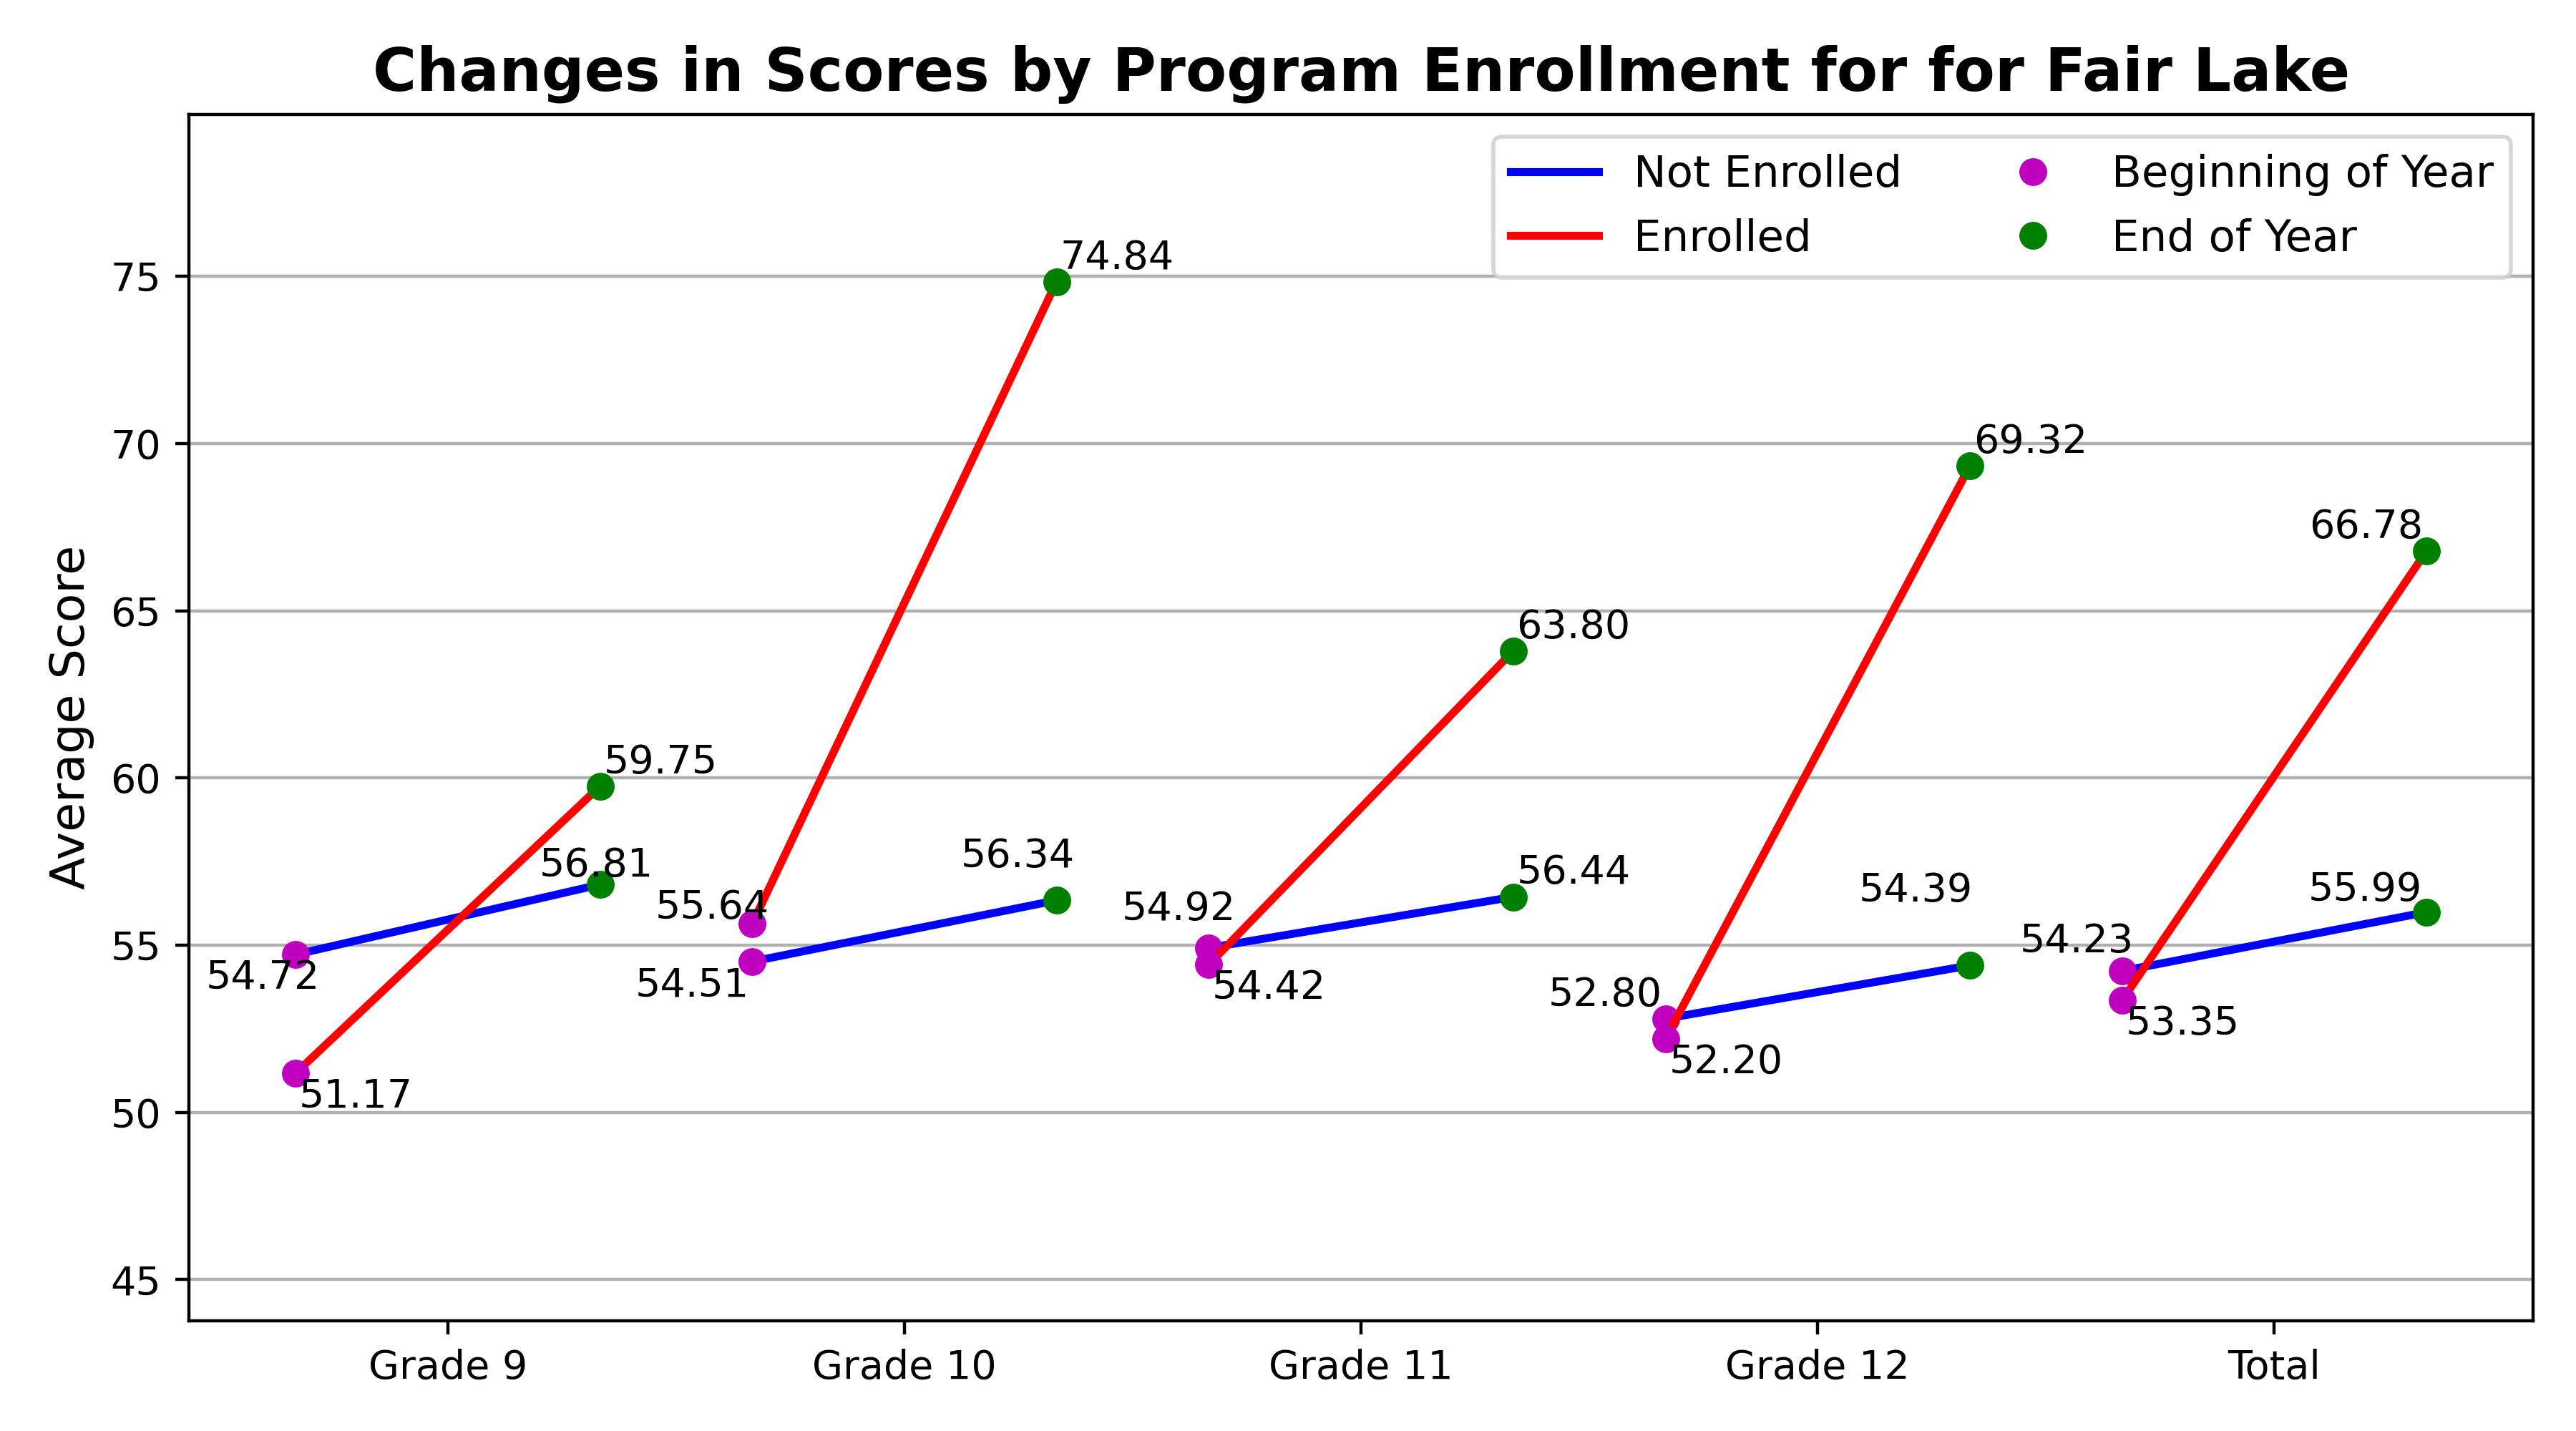 Changes in Scores by Program Enrollment for for Fair Lake
Not Enrolled
Enrolled
Beginning of Year
End of Year
Average Score
75
70
65
60
55
50
45
54.72
51.17
56.81
59.75
55.64
54.51
74.84
56.34
54.92
54.42
63.80
56.44
52.80
52.20
69.32
54.39
54.23
53.35
66.78
55.99
Grade 9
Grade 10
Grade 11
Grade 12
Total